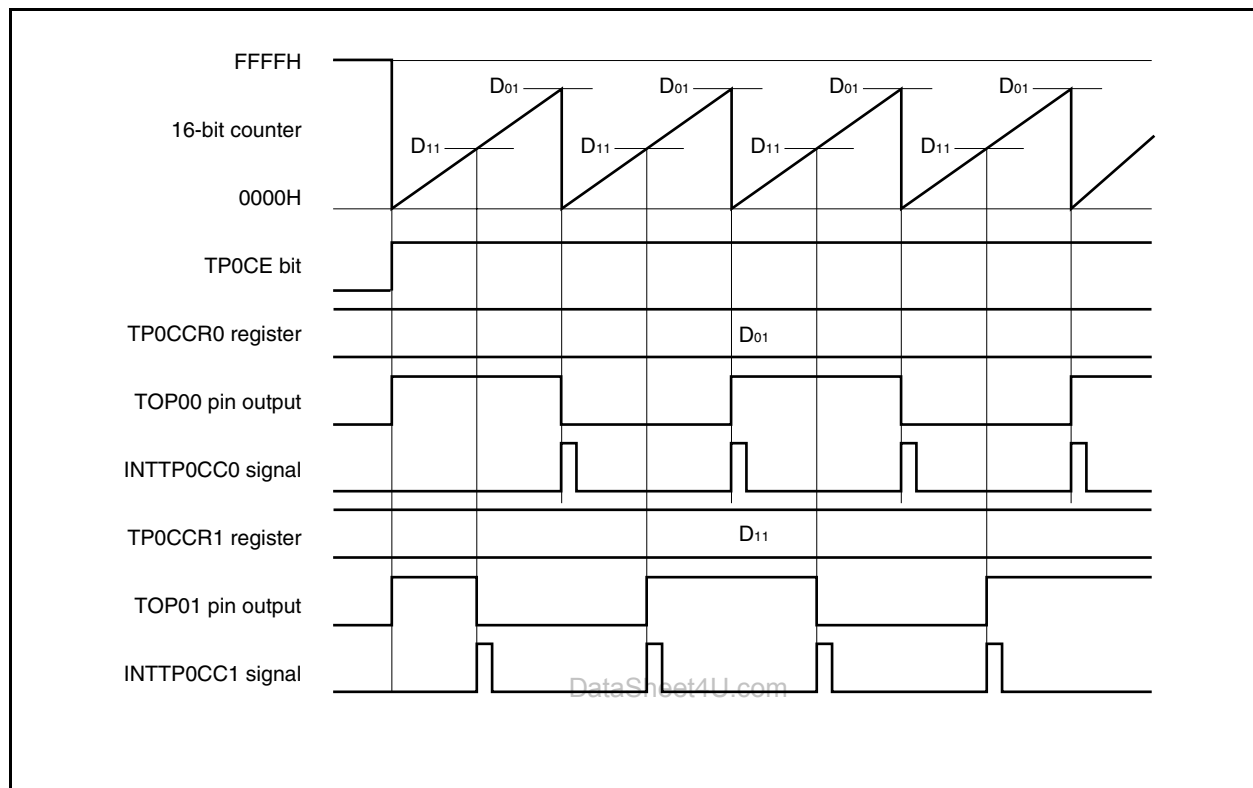 FFFFH
D01 D01 D01 D01
16-bit counter
D11 D11 D11 D11
0000H
TP0CE bit
TP0CCR0 register
D01
TOP00 pin output
INTTP0CC0 signal
TP0CCR1 register
D11
TOP01 pin output
INTTP0CC1 signal
DataSheet4U.com